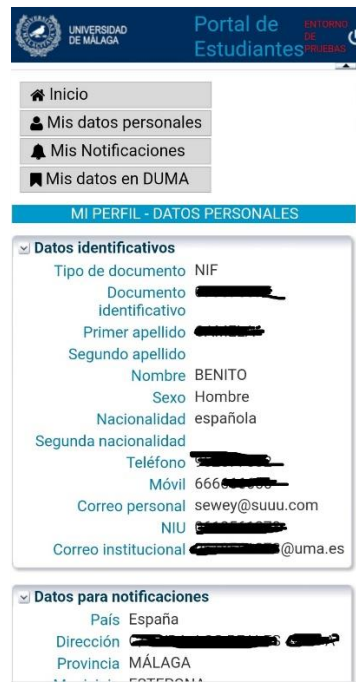 UNIVERSIDAD
DE MÁLAGA
Portal de
Estudiantes
ENTORNO
DE
PRUEBAS
Inicio
Mis datos personales
Mis Notificaciones
Mis datos en DUMA
MI PERFIL - DATOS PERSONALES
Datos identificativos
Tipo de documento NIF
Documento
identificativo
Primer apellido
Segundo apellido
Nombre BENITO
Sexo Hombre
Nacionalidad española
Segunda nacionalidad
Teléfono
Móvil 666
Correo personal sewey@suuu.com
NIU
Correo institucional @uma.es
Datos para notificaciones
País España
Dirección
Provincia MÁLAGA